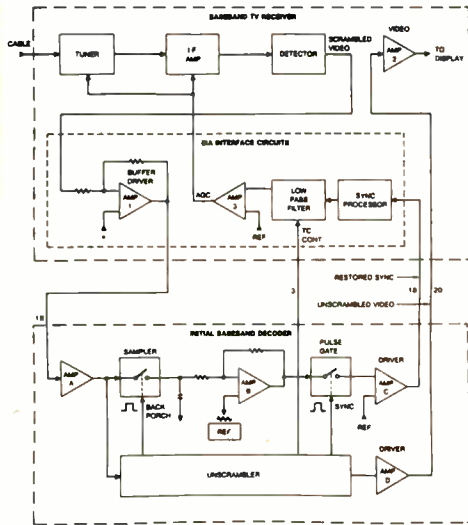 BASEBAND TV RECEIVER
CABLE
TUNER
I F
AMP
DETECTOR
SCRAMBLED
VIDEO
VIDEO
AMP
2
TO
DISPLAY
EIA INTERFACE CIRCUITS
BUFFER
DRIVER
AMP
1
AGC
AMP
3
REF
LOW
PASS
FILTER
SYNC
PROCESSOR
TC
CONT
RESTORED SYNC
3
18
20
UNSCRAMBLED VIDEO
INITIAL BASEBAND DECODER
AMP
A
SAMPLER
BACK
PORCH
AMP
B
REF
PULSE
GATE
SYNC
DRIVER
AMP
C
REF
UNSCRAMBLER
DRIVER
AMP
D